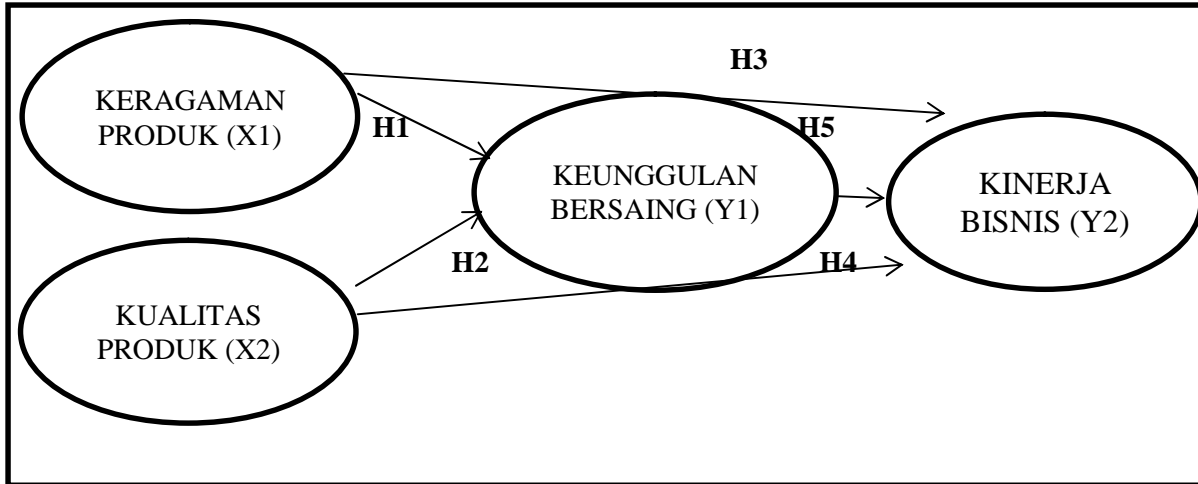 H3
KERAGAMAN
PRODUK (X1)
H1
H5
KEUNGGULAN
BERSAING (Y1)
KINERJA
BISNIS (Y2)
H2
H4
KUALITAS
PRODUK (X2)